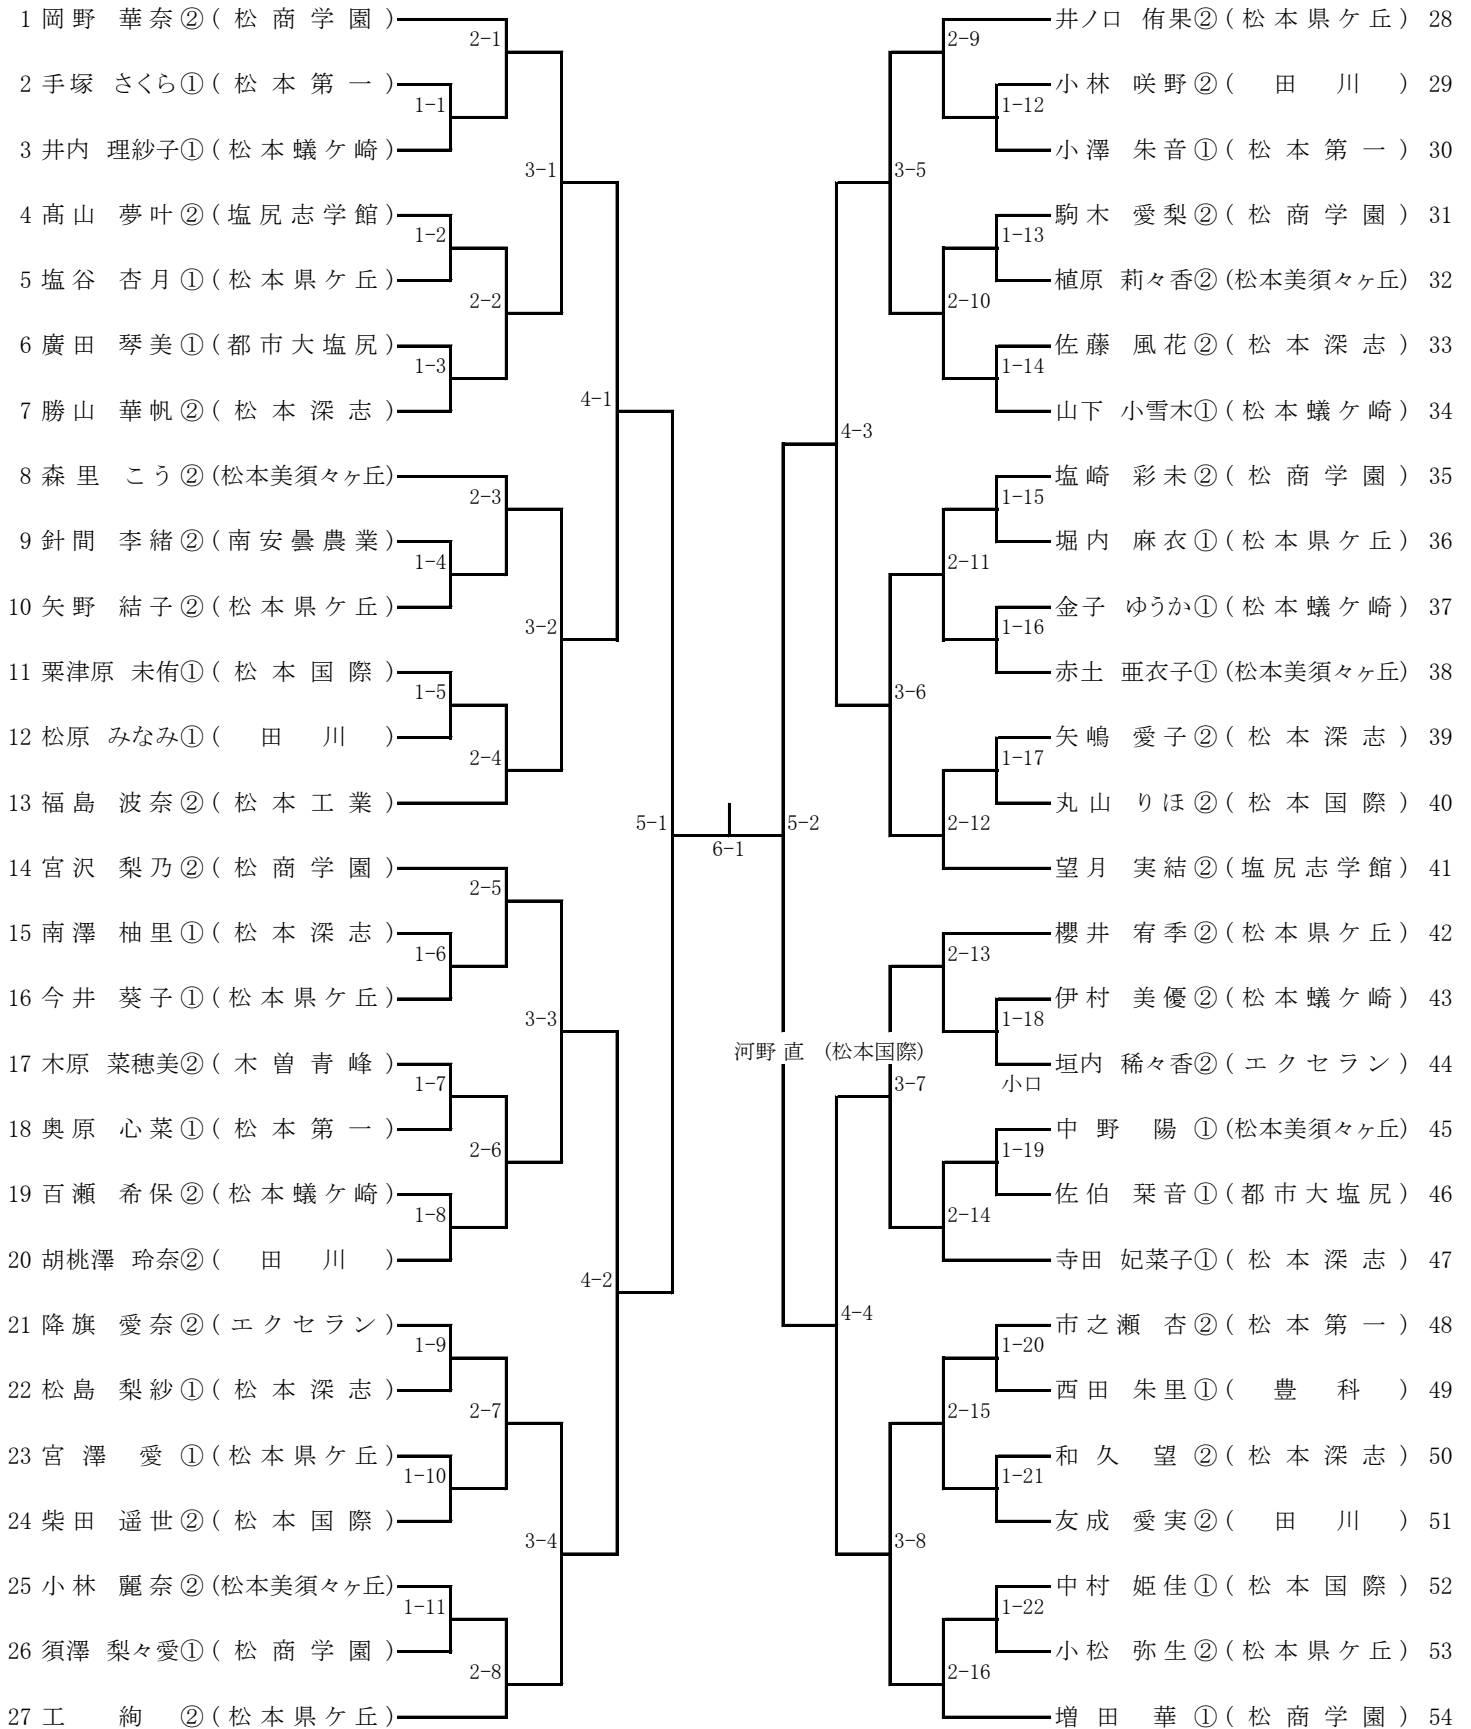 1 岡野 華奈②(松商学園)
2-1
2 手塚 さくら①(松本第一)
1-1
3 井内 理紗子①(松本蟻ケ崎)
3-1
4 髙山 夢叶②(塩尻志学館)
1-2
5 塩谷 杏月①(松本県ケ丘)
2-2
6 廣田 琴美①(都市大塩尻)
1-3
7 勝山 華帆②(松本深志)
4-1
8 森里 こう②(松本美須々ヶ丘)
2-3
9 針間 李緒②(南安曇農業)
1-4
10 矢野 結子②(松本県ケ丘)
3-2
11 粟津原 未侑①(松本国際)
1-5
12 松原 みなみ①(田川)
2-4
13 福島 波奈②(松本工業)
5-1
14 宮沢 梨乃②(松商学園)
2-5
15 南澤 柚里①(松本深志)
1-6
16 今井 葵子①(松本県ケ丘)
3-3
17 木原 菜穂美②(木曽青峰)
1-7
18 奥原 心菜①(松本第一)
2-6
19 百瀬 希保②(松本蟻ケ崎)
1-8
20 胡桃澤 玲奈②(田川)
4-2
21 降旗 愛奈②(エクセラン)
1-9
22 松島 梨紗①(松本深志)
2-7
23 宮澤 愛①(松本県ケ丘)
1-10
24 柴田 遥世②(松本国際)
3-4
25 小林 麗奈②(松本美須々ヶ丘)
1-11
26 須澤 梨々愛①(松商学園)
2-8
27 工 絢②(松本県ケ丘)
6-1
井ノ口 侑果②(松本県ケ丘) 28
2-9
小林 咲野②(田川) 29
1-12
小澤 朱音①(松本第一) 30
3-5
駒木 愛梨②(松商学園) 31
1-13
植原 莉々香②(松本美須々ヶ丘) 32
2-10
佐藤 風花②(松本深志) 33
1-14
山下 小雪木①(松本蟻ケ崎) 34
4-3
塩崎 彩未②(松商学園) 35
1-15
堀内 麻衣①(松本県ケ丘) 36
2-11
金子 ゆうか①(松本蟻ケ崎) 37
1-16
赤土 亜衣子①(松本美須々ヶ丘) 38
3-6
矢嶋 愛子②(松本深志) 39
1-17
丸山 りほ②(松本国際) 40
5-2
2-12
望月 実結②(塩尻志学館) 41
櫻井 宥季②(松本県ケ丘) 42
2-13
伊村 美優②(松本蟻ケ崎) 43
1-18
河野 直 (松本国際)
垣内 稀々香②(エクセラン) 44
3-7
小口
中野 陽①(松本美須々ヶ丘) 45
1-19
佐伯 栞音①(都市大塩尻) 46
2-14
寺田 妃菜子①(松本深志) 47
4-4
市之瀬 杏②(松本第一) 48
1-20
西田 朱里①(豊科) 49
2-15
和久 望②(松本深志) 50
1-21
友成 愛実②(田川) 51
3-8
中村 姫佳①(松本国際) 52
1-22
小松 弥生②(松本県ケ丘) 53
2-16
増田 華①(松商学園) 54